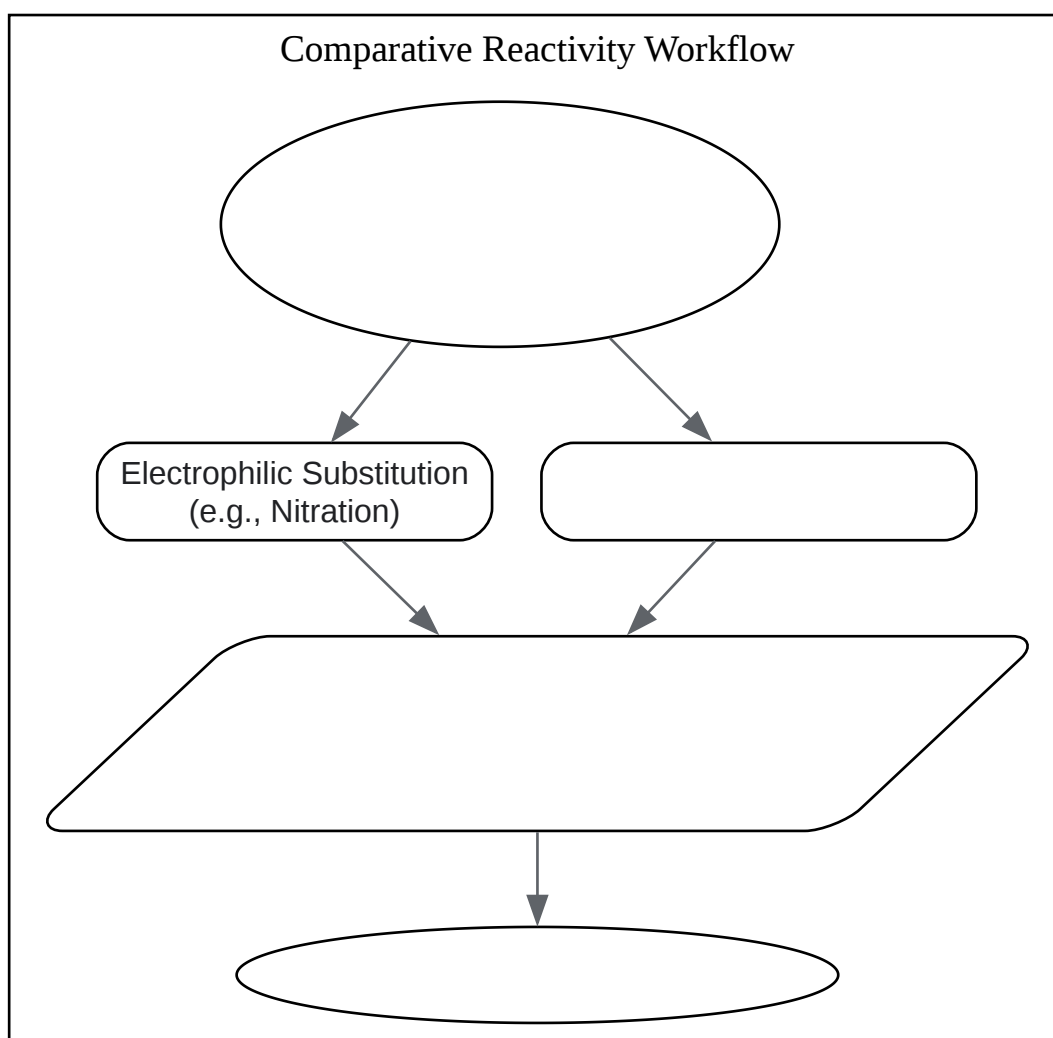 Comparative Reactivity Workflow
Electrophilic Substitution
(e.g., Nitration)